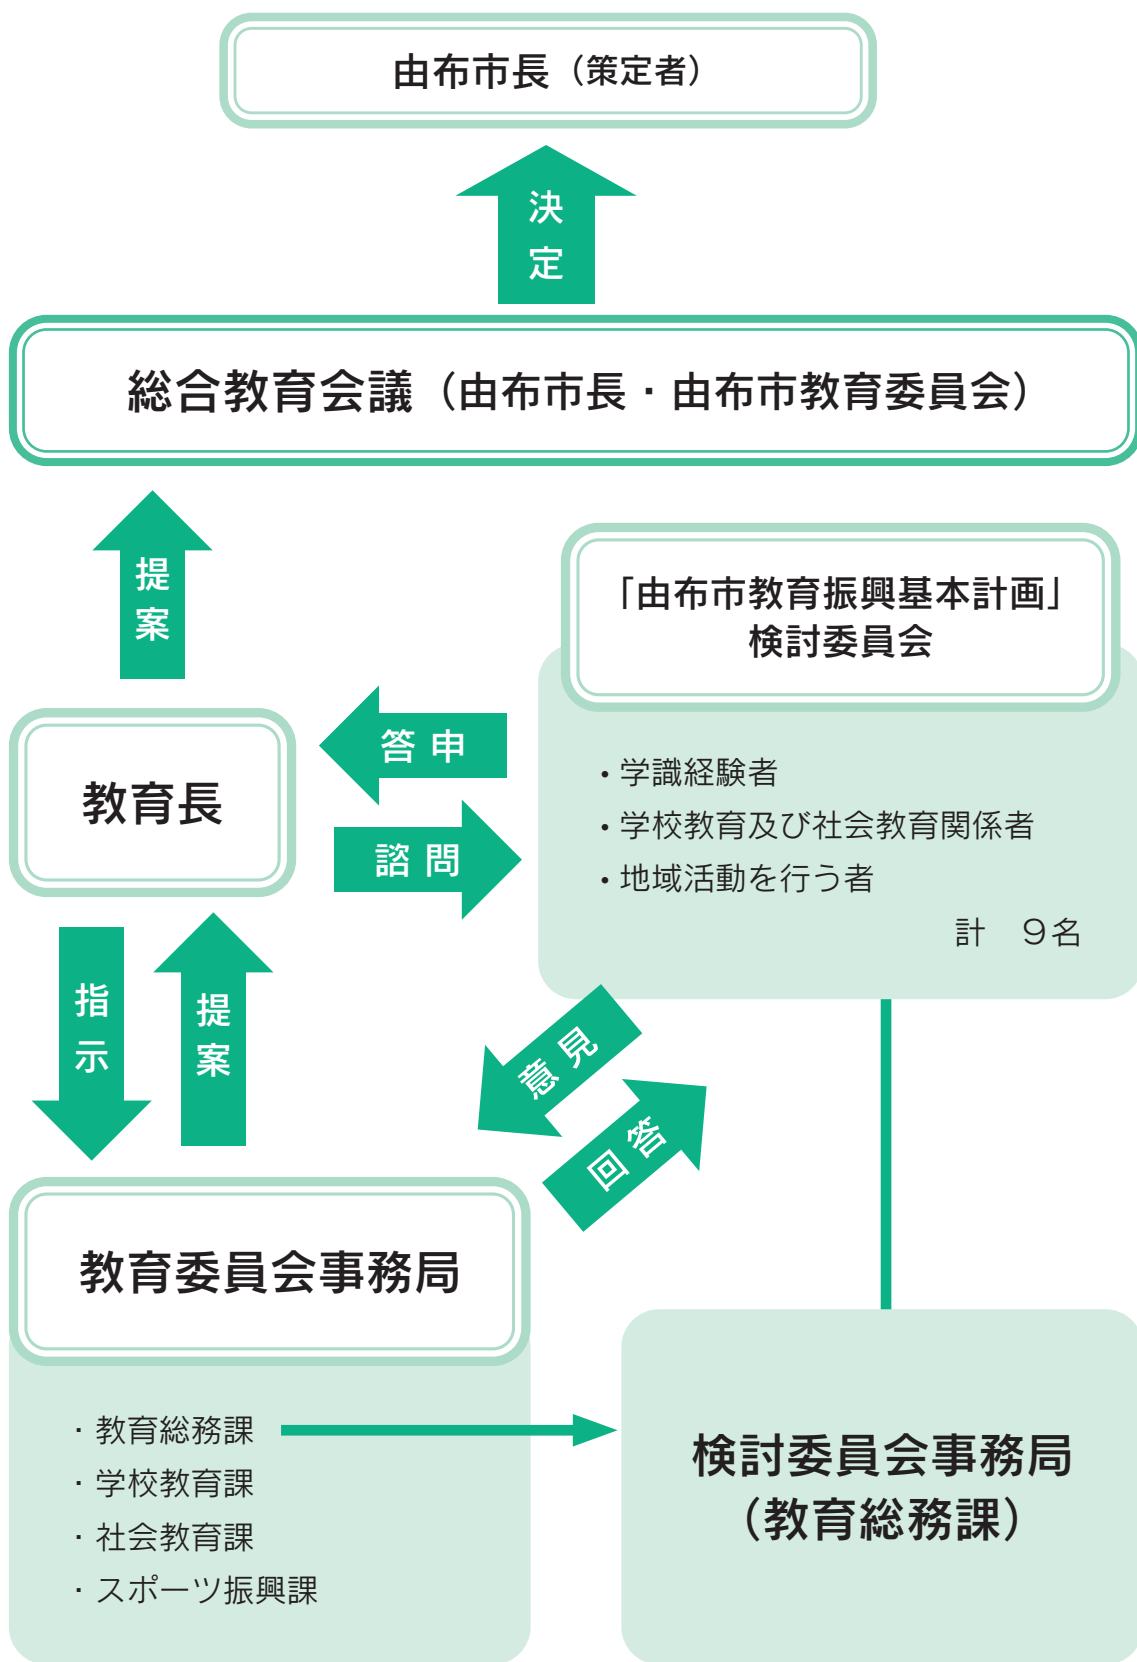 由布市長（策定者）
決定
総合教育会議（由布市長・由布市教育委員会）
提案
「由布市教育振興基本計画」
検討委員会
答申
教育長
諮問
・学識経験者
・学校教育及び社会教育関係者
・地域活動を行う者
計　９名
指示
提案
意見
回答
教育委員会事務局
・教育総務課
・学校教育課
・社会教育課
・スポーツ振興課
検討委員会事務局
（教育総務課）